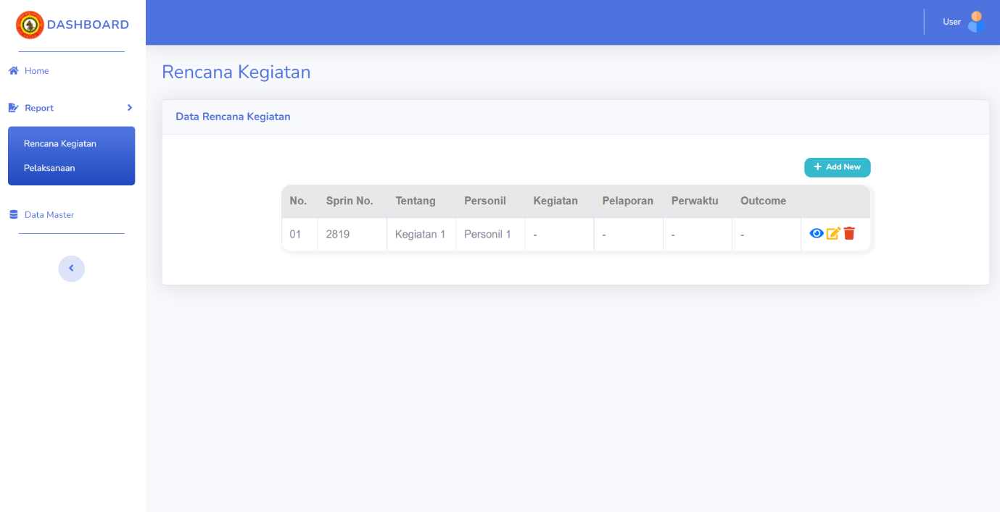 DASHBOARD
User
Home
Report
Rencana Kegiatan
Pelaksanaan
Data Master
Rencana Kegiatan
Data Rencana Kegiatan
+ Add New
No. Sprin No. Tentang Personil Kegiatan Pelaporan Perwaktu Outcome
01 2819 Kegiatan 1 Personil 1 - - - -